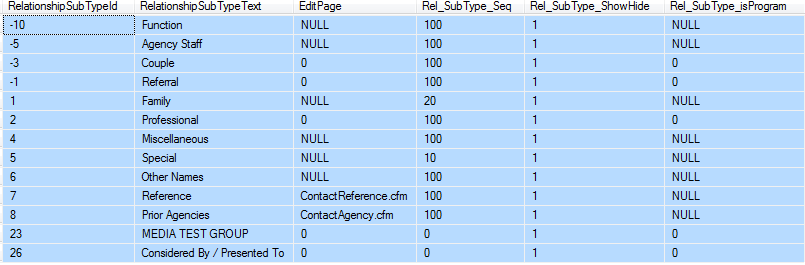 RelationshipSubTypeId RelationshipSubTypeText EditPage Rel_SubType_Seq Rel_SubType_ShowHide Rel_SubType_isProgram
-10 Function NULL 100 1 NULL
-5 Agency Staff NULL 100 1 NULL
-3 Couple 0 100 1 0
-1 Referral 0 100 1 0
1 Family NULL 20 1 NULL
2 Professional 0 100 1 0
4 Miscellaneous NULL 100 1 NULL
5 Special NULL 10 1 NULL
6 Other Names NULL 100 1 NULL
7 Reference ContactReference.cfm 100 1 NULL
8 Prior Agencies ContactAgency.cfm 100 1 NULL
23 MEDIA TEST GROUP 0 0 1 0
26 Considered By / Presented To 0 0 1 0